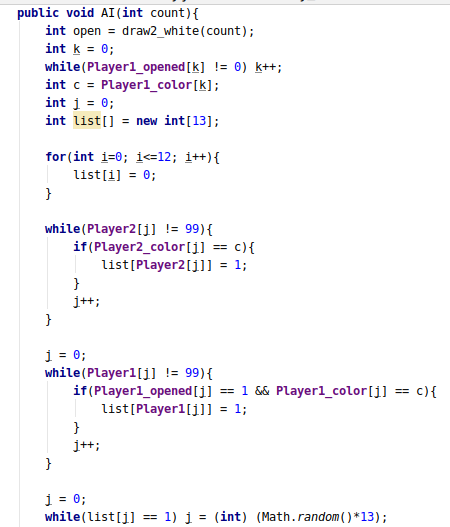 public void AI(int count){
int open = draw2_white(count);
int k = 0;
while(Player1_opened[k] != 0) k++;
int c = Player1_color[k];
int j = 0;
int list[] = new int[13];
for(int i=0; i<=12; i++){
list[i] = 0;
}
while(Player2[j] != 99){
if(Player2_color[j] == c){
list[Player2[j]] = 1;
}
j++;
}
j = 0;
while(Player1[j] != 99){
if(Player1_opened[j] == 1 && Player1_color[j] == c){
list[Player1[j]] = 1;
}
j++;
}
j = 0;
while(list[j] == 1) j = (int) (Math.random()*13);